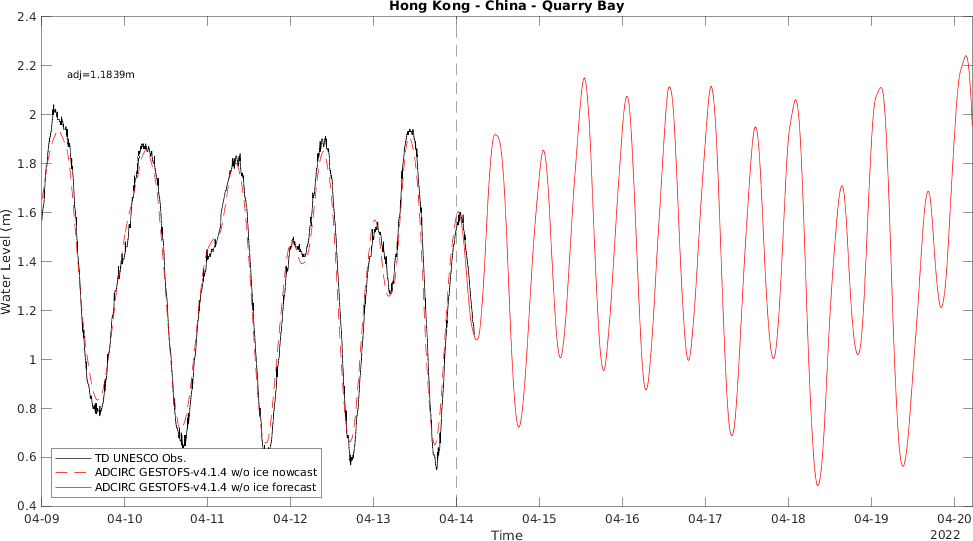 Hong Kong - China - Quarry Bay
adj=1.1839m
Water Level (m)
2.4
2.2
2
1.8
1.6
1.4
1.2
1
0.8
0.6
0.4
TD UNESCO Obs.
ADCIRC GESTOFS-v4.1.4 w/o ice nowcast
ADCIRC GESTOFS-v4.1.4 w/o ice forecast
04-09 04-10 04-11 04-12 04-13 04-14 04-15 04-16 04-17 04-18 04-19 04-20
Time
2022